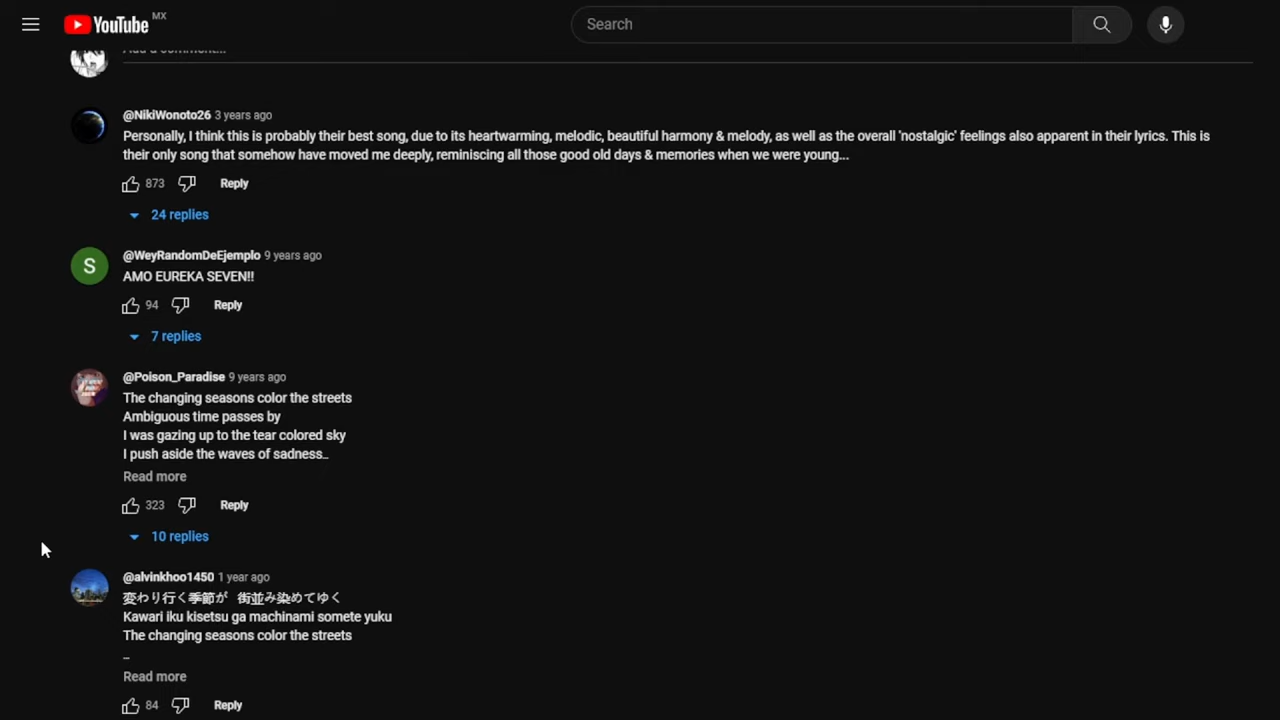 YouTube MX
Search
Add a comment...
@NikiWonoto26 3 years ago
Personally, I think this is probably their best song, due to its heartwarming, melodic, beautiful harmony & melody, as well as the overall 'nostalgic' feelings also apparent in their lyrics. This is
their only song that somehow have moved me deeply, reminiscing all those good old days & memories when we were young...
873 Reply
24 replies
S
@WeyRandomDeEjemplo 9 years ago
AMO EUREKA SEVEN!!
94 Reply
7 replies
@Poison_Paradise 9 years ago
The changing seasons color the streets
Ambiguous time passes by
I was gazing up to the tear colored sky
I push aside the waves of sadness...
Read more
323 Reply
10 replies
@alvinkhoo1450 1 year ago
変わり行く季節が 街並み染めてゆく
Kawari iku kisetsu ga machinami somete yuku
The changing seasons color the streets
...
Read more
84 Reply